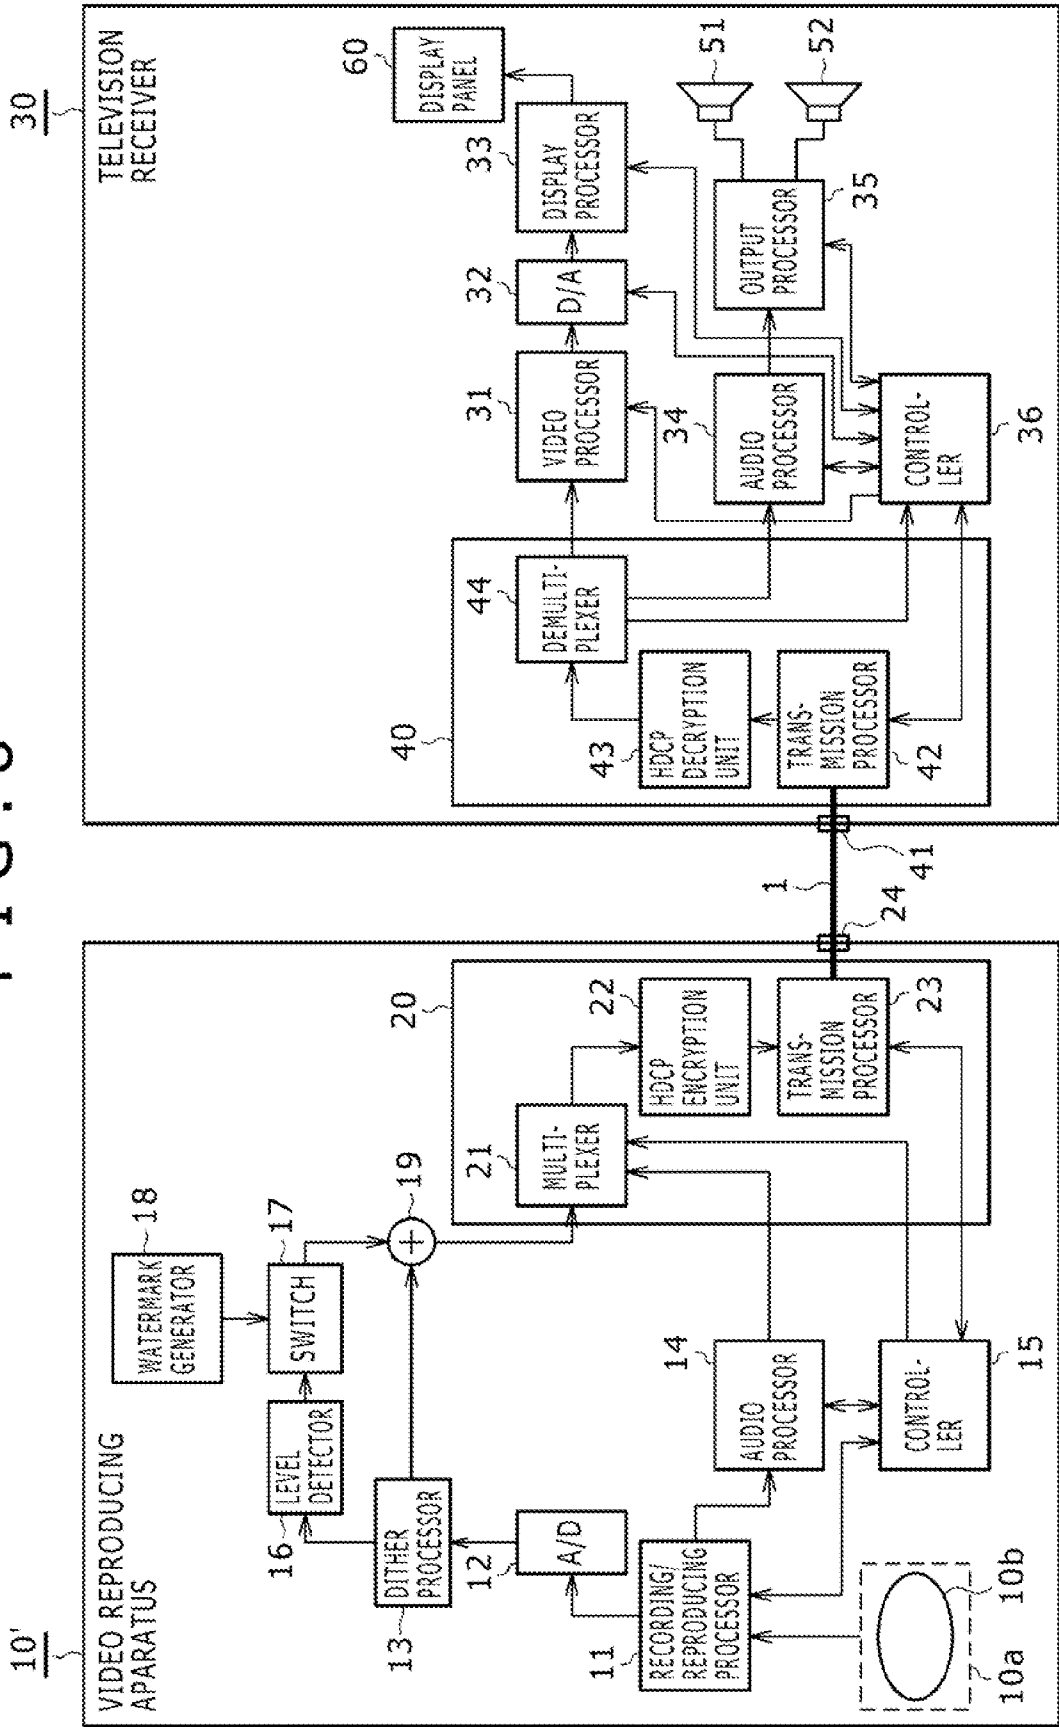 10'
VIDEO REPRODUCING
APPARATUS
WATERMARK
GENERATOR
18
LEVEL
DETECTOR
16
SWITCH
17
DITHER
PROCESSOR
13
19
A/D
12
RECORDING/
REPRODUCING
PROCESSOR
11
AUDIO
PROCESSOR
14
CONTROL-
LER
15
10a
10b
20
MULTI-
PLEXER
21
HDCP
ENCRYPTION
UNIT
22
TRANS-
MISSION
PROCESSOR
23
24
1
41
30
TELEVISION
RECEIVER
40
TRANS-
MISSION
PROCESSOR
42
HDCP
DECRYPTION
UNIT
43
DEMULTI-
PLEXER
44
VIDEO
PROCESSOR
31
D/A
32
DISPLAY
PROCESSOR
33
DISPLAY
PANEL
60
AUDIO
PROCESSOR
34
OUTPUT
PROCESSOR
35
CONTROL-
LER
36
51
52